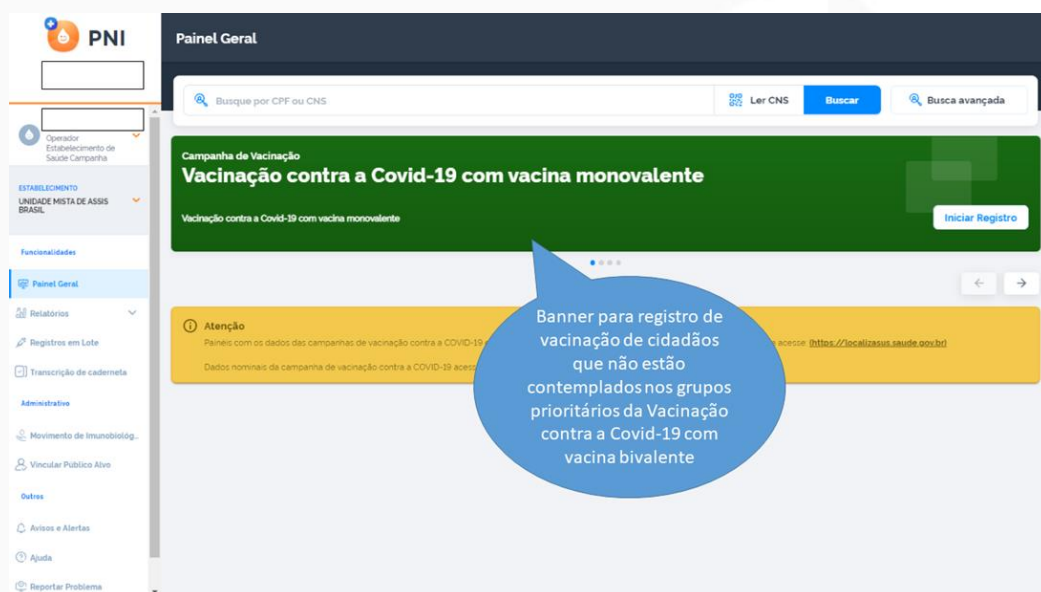 PNI
Painel Geral
Busque por CPF ou CNS
Ler CNS
Buscar
Busca avançada
Operador
Estabelecimento de
Saude Campanha
ESTABELECIMENTO
UNIDADE MISTA DE ASSIS
BRASIL
Funcionalidades
Painel Geral
Relatórios
Registros em Lote
Transcrição de caderneta
Administrativo
Movimento de Imunobiológ..
Vincular Público Alvo
Outros
Avisos e Alertas
Ajuda
Reportar Problema
Campanha de Vacinação
Vacinação contra a Covid-19 com vacina monovalente
Vacinação contra a Covid-19 com vacina monovalente
Iniciar Registro
Atenção
Painéis com os dados das campanhas de vacinação contra a COVID-19 acesse: (https://localizasus.saude.gov.br)
Dados nominais da campanha de vacinação contra a COVID-19
Banner para registro de
vacinação de cidadãos
que não estão
contemplados nos grupos
prioritários da Vacinação
contra a Covid-19 com
vacina bivalente